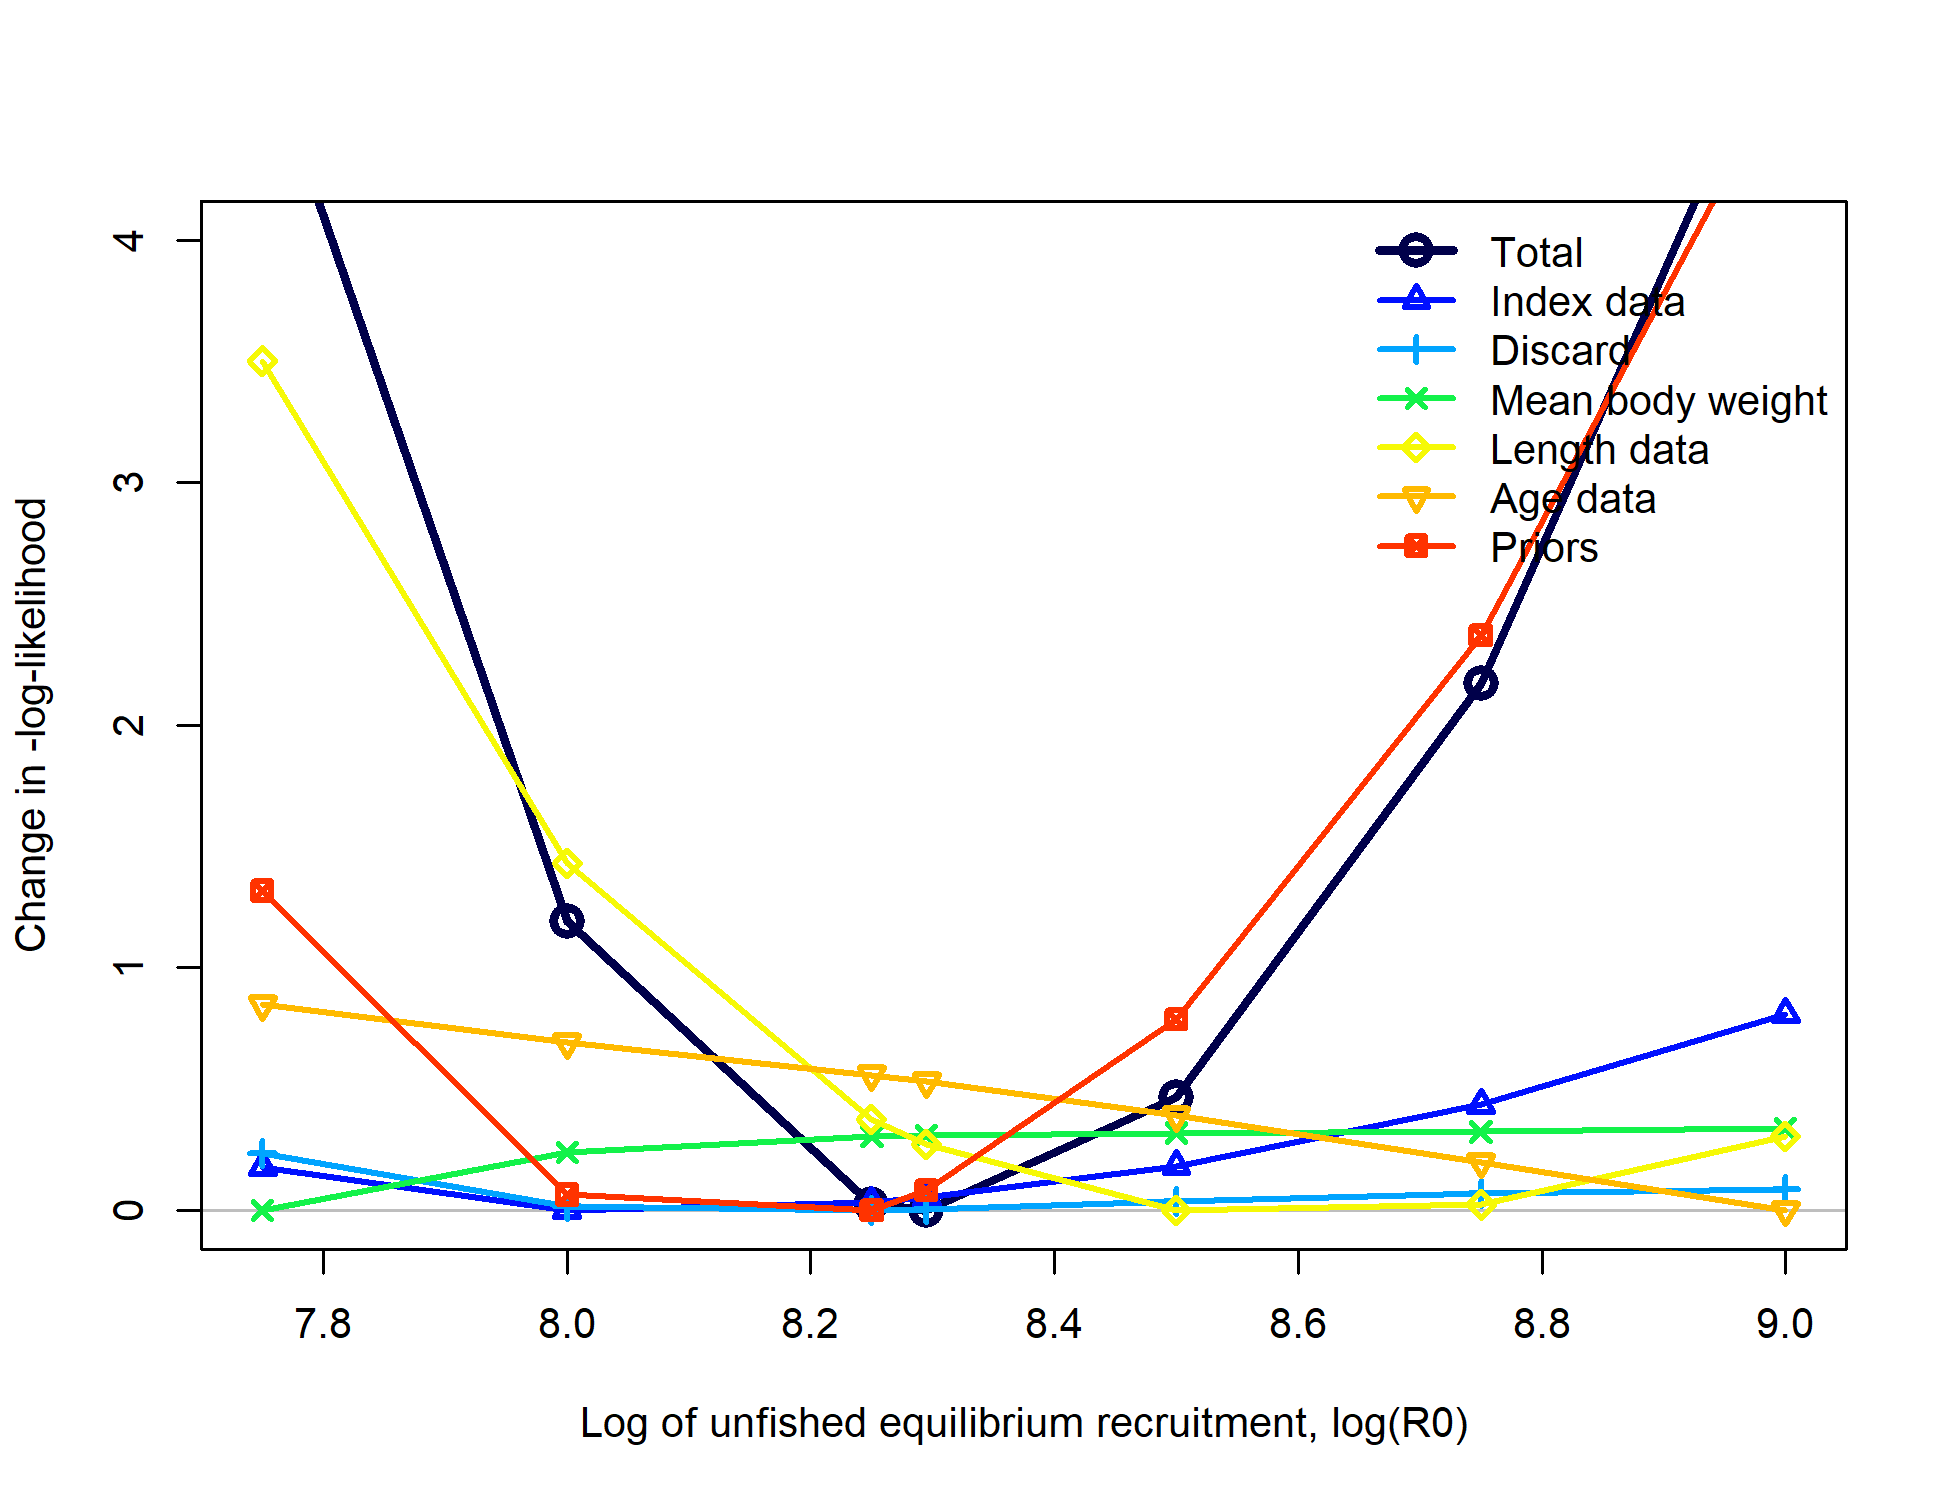 Total
Index data
Discard
Mean body weight
Length data
Age data
Priors
Change in -log-likelihood
4
3
2
1
0
7.8 8.0 8.2 8.4 8.6 8.8 9.0
Log of unfished equilibrium recruitment, log(R0)